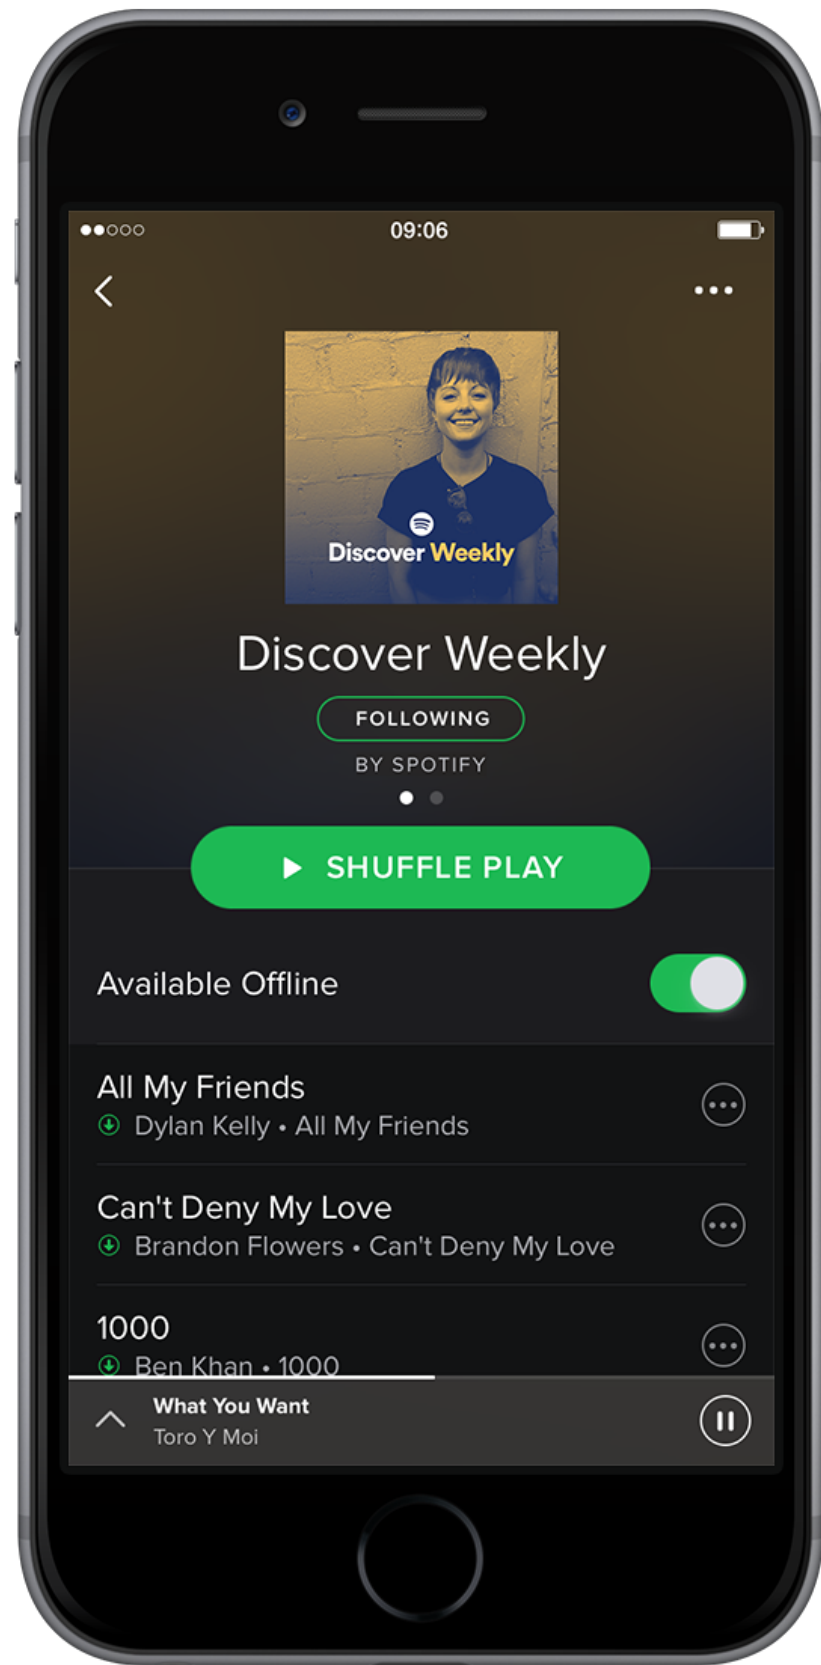 09:06
Discover Weekly
Discover Weekly
FOLLOWING
BY SPOTIFY
SHUFFLE PLAY
Available Offline
All My Friends
Dylan Kelly • All My Friends
Can't Deny My Love
Brandon Flowers • Can't Deny My Love
1000
Ben Khan • 1000
What You Want
Toro Y Moi